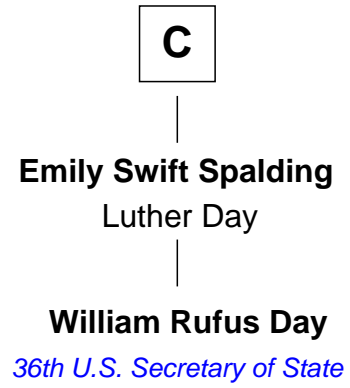 C
Emily Swift Spalding
Luther Day
William Rufus Day
36th U.S. Secretary of State